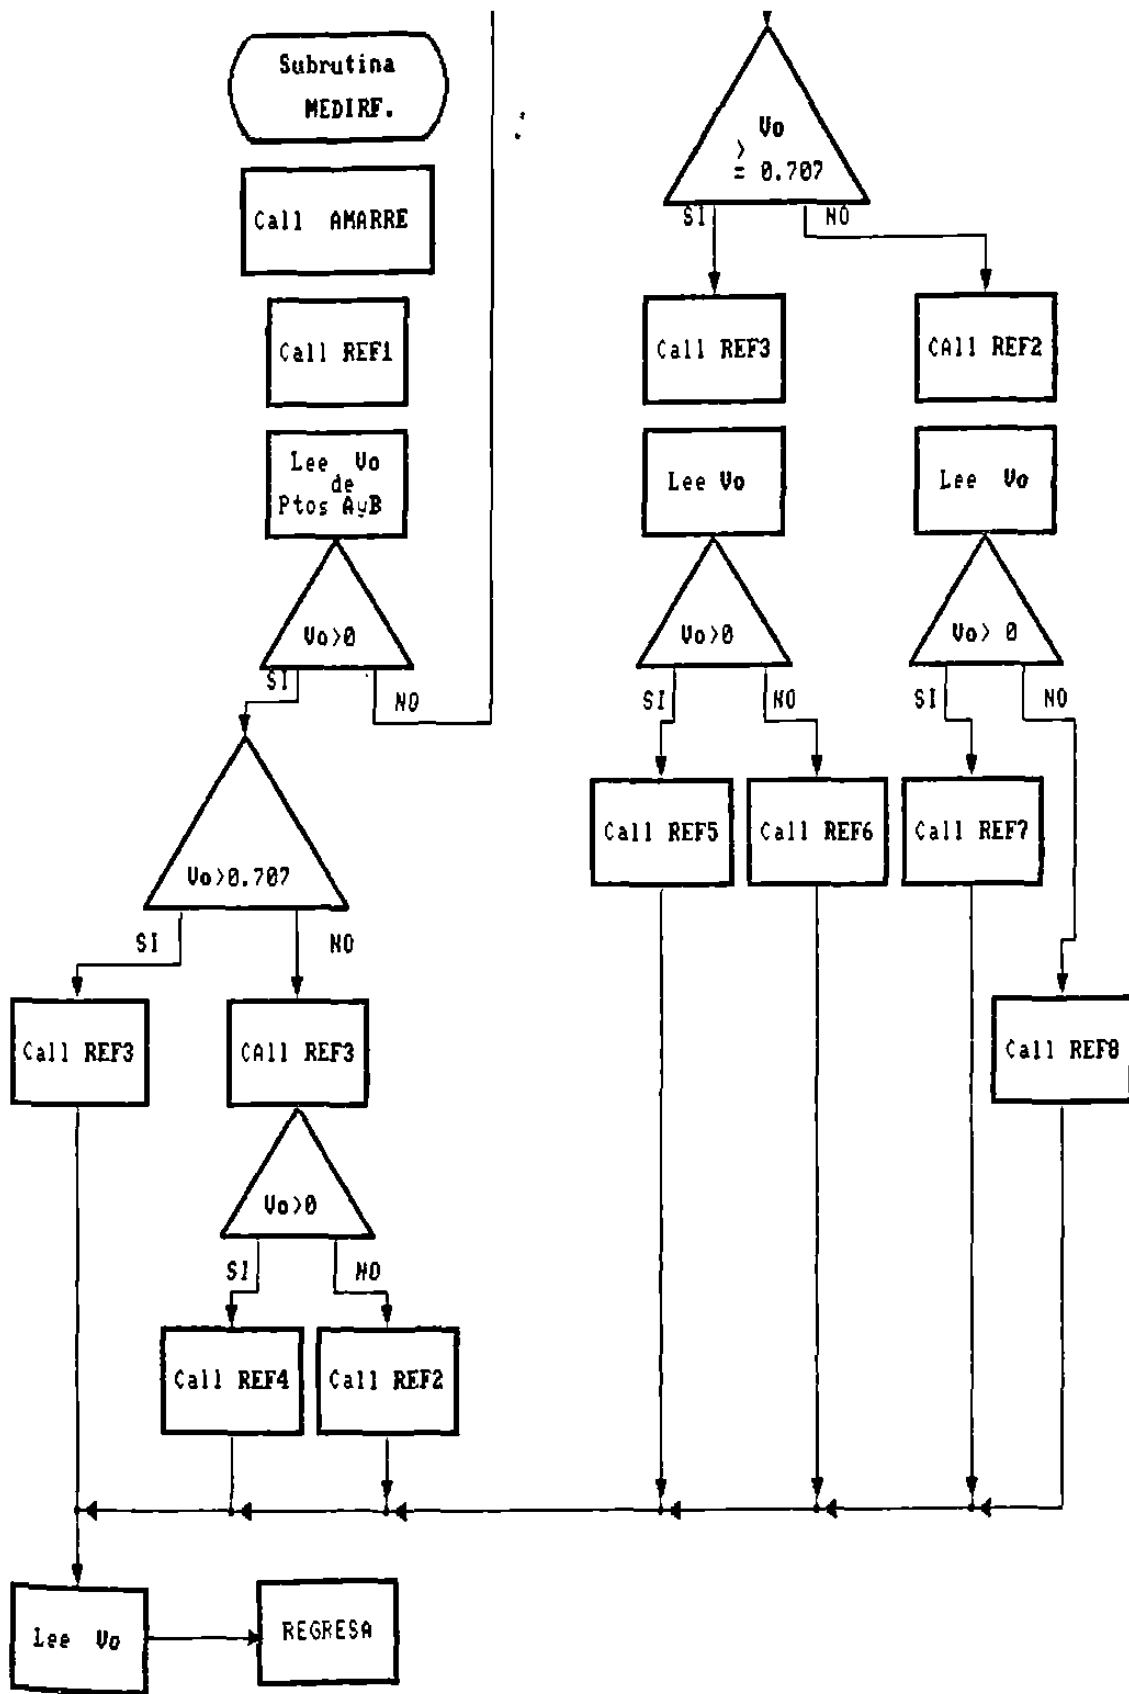 Subrutina
MEDIRF.
Call AMARRE
Call REF1
Lee Vo
de
Ptos AyB
Vo>0
SI
NO
Vo>0.707
SI
NO
Call REF3
CAll REF3
Vo>0
SI
NO
Call REF4
Call REF2
Lee Vo
REGRESA
Vo
>
= 0.707
SI
NO
Call REF3
CAll REF2
Lee Vo
Lee Vo
Vo>0
Vo> 0
SI
NO
SI
NO
Call REF5
Call REF6
Call REF7
Call REF8